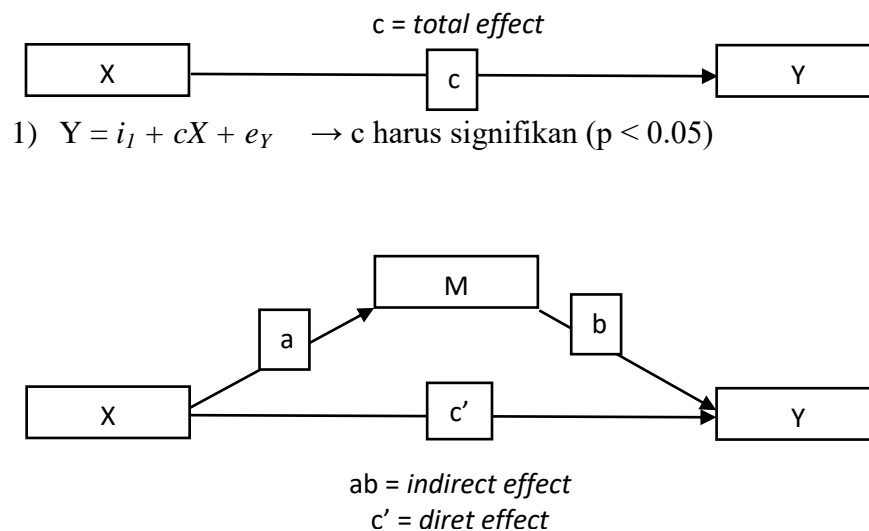 c = total effect
X
c
Y
1) Y = i₁ + cX + eY → c harus signifikan (p < 0.05)
M
a
b
X
c’
Y
ab = indirect effect
c’ = diret effect